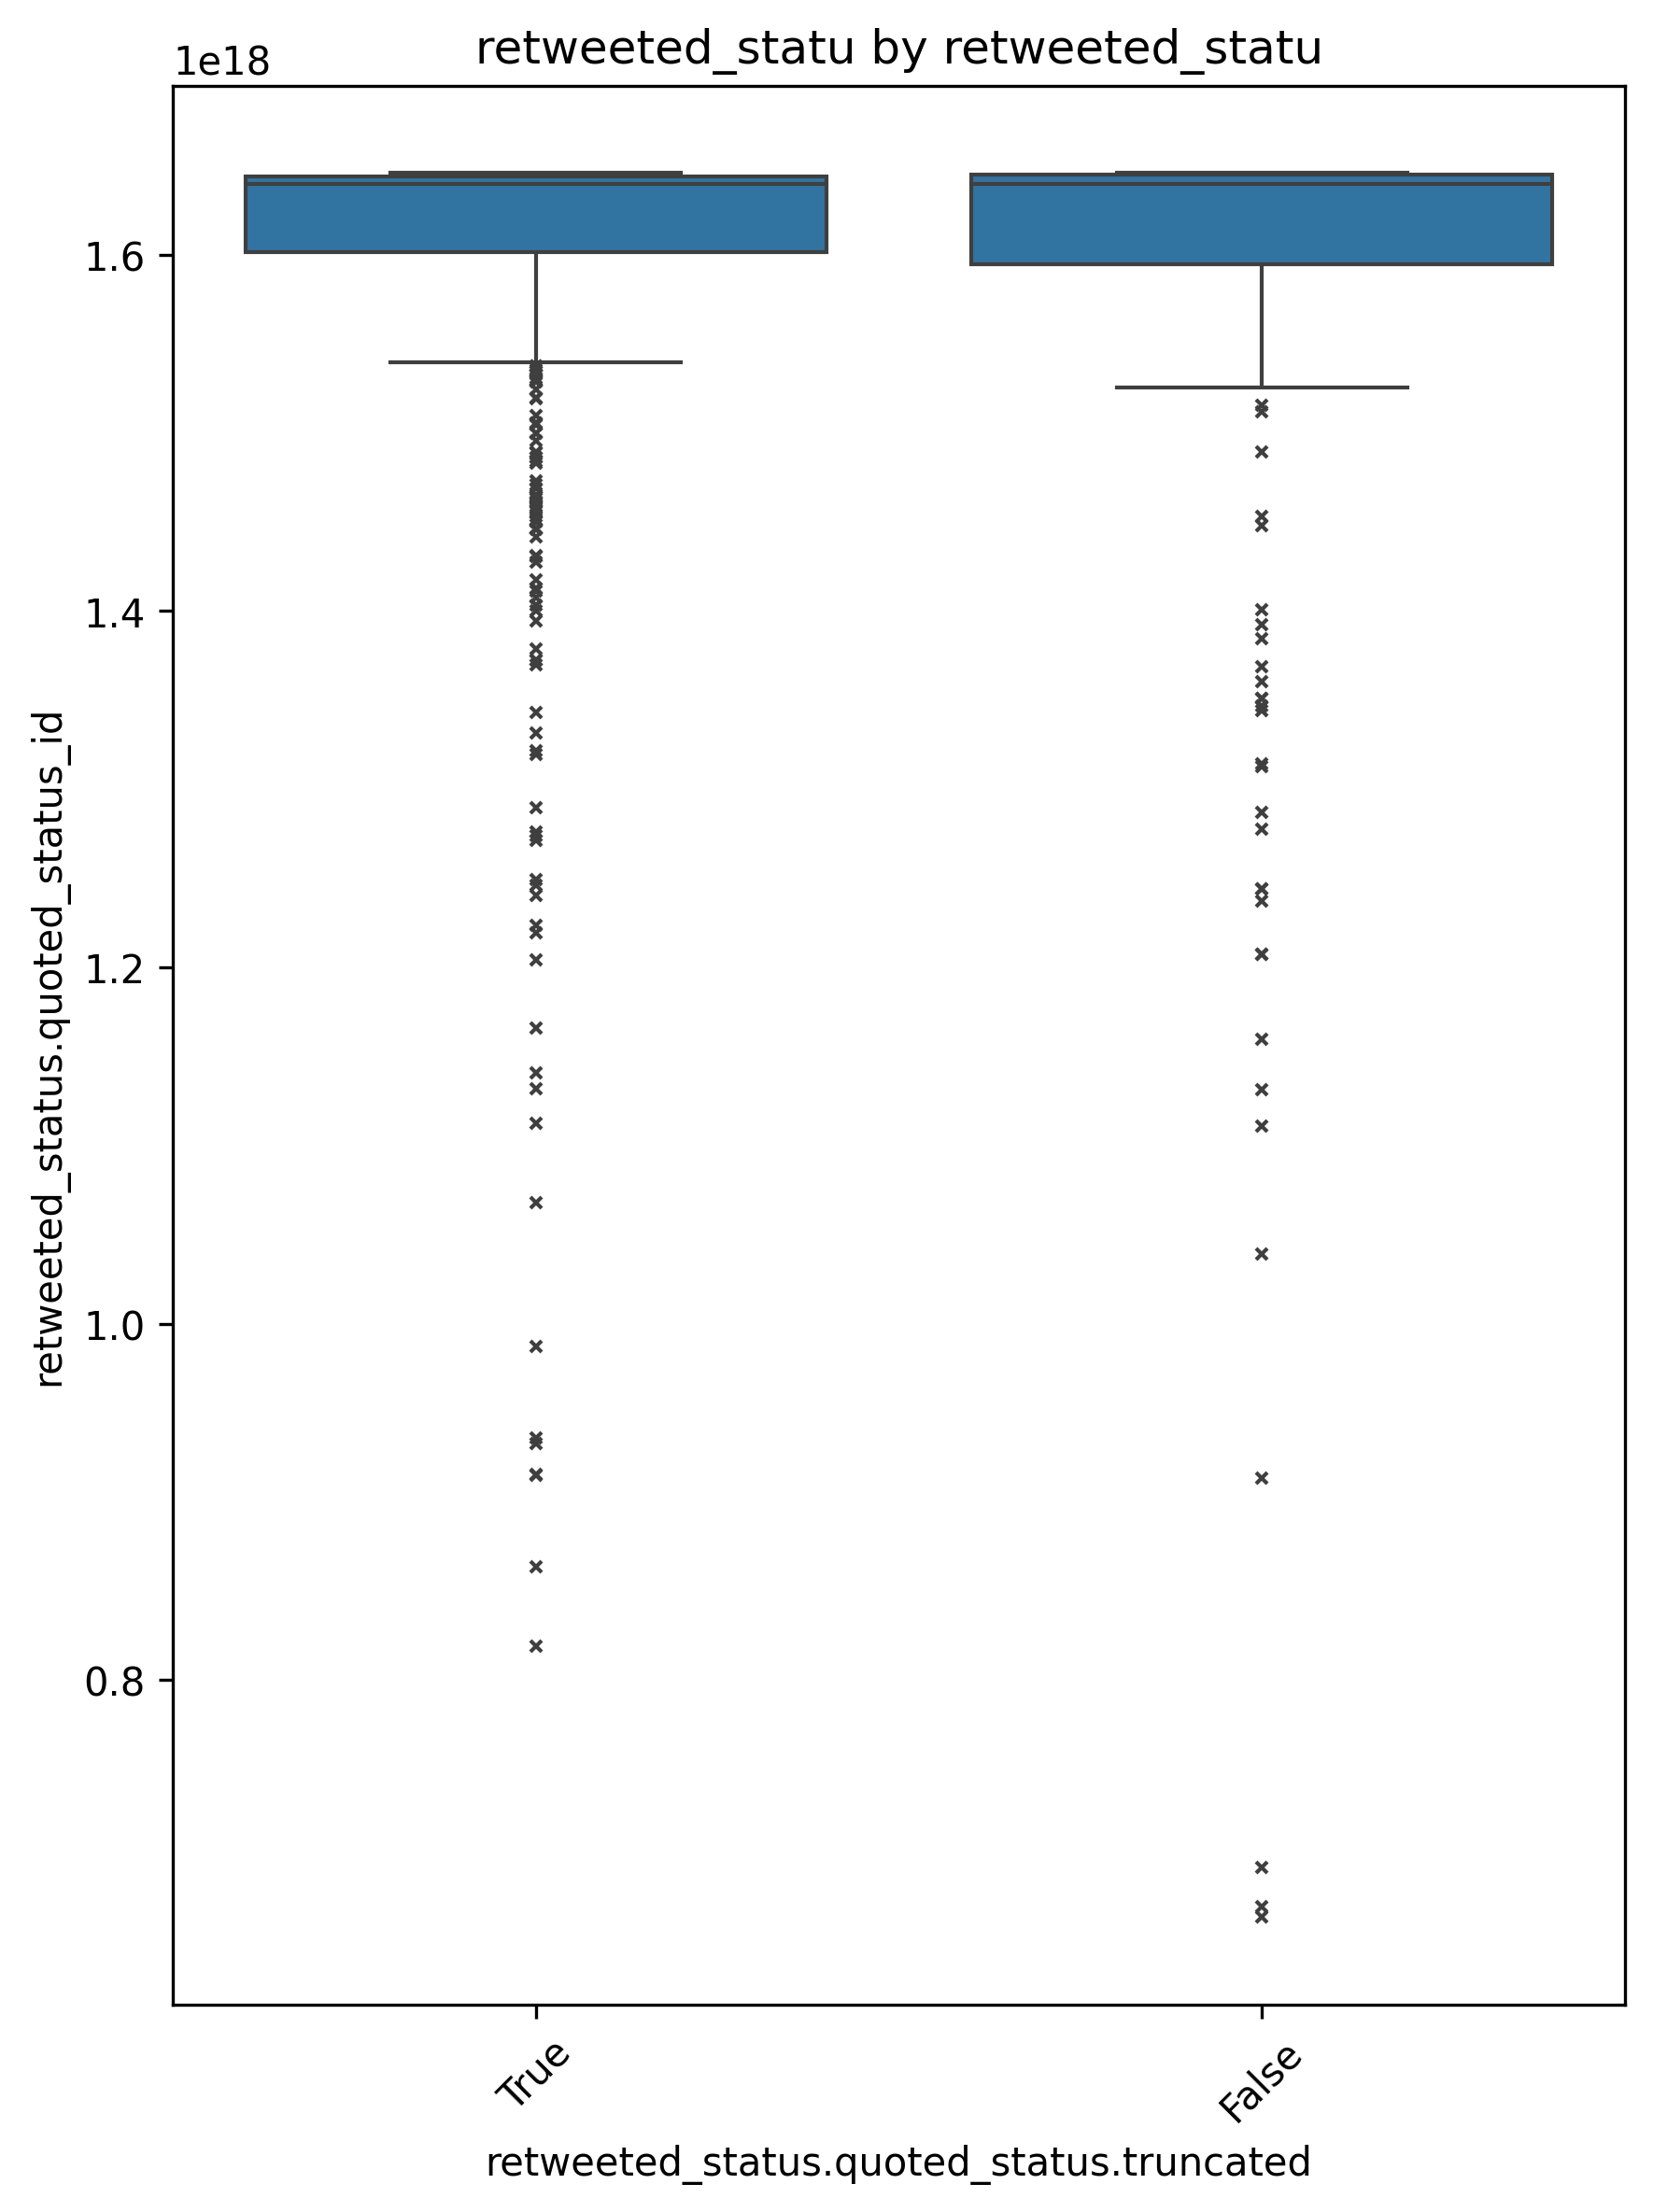 retweeted_statu by retweeted_statu
1e18
1.6
1.4
1.2
1.0
0.8
retweeted_status.quoted_status_id
True
False
retweeted_status.quoted_status.truncated